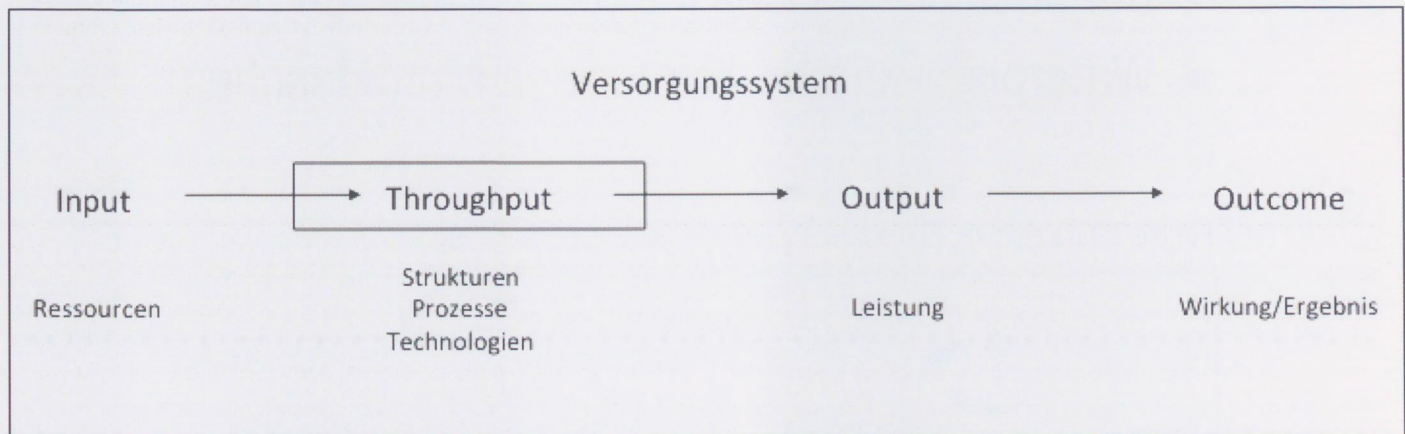 Versorgungssystem
Input
Throughput
Output
Outcome
Ressourcen
Strukturen
Prozesse
Technologien
Leistung
Wirkung/Ergebnis